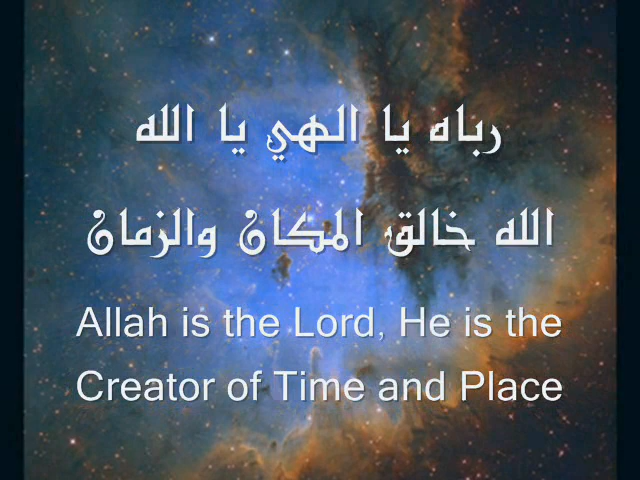 رباه يا الهي يا الله
الله خالق المكان والزمان
Allah is the Lord, He is the
Creator of Time and Place